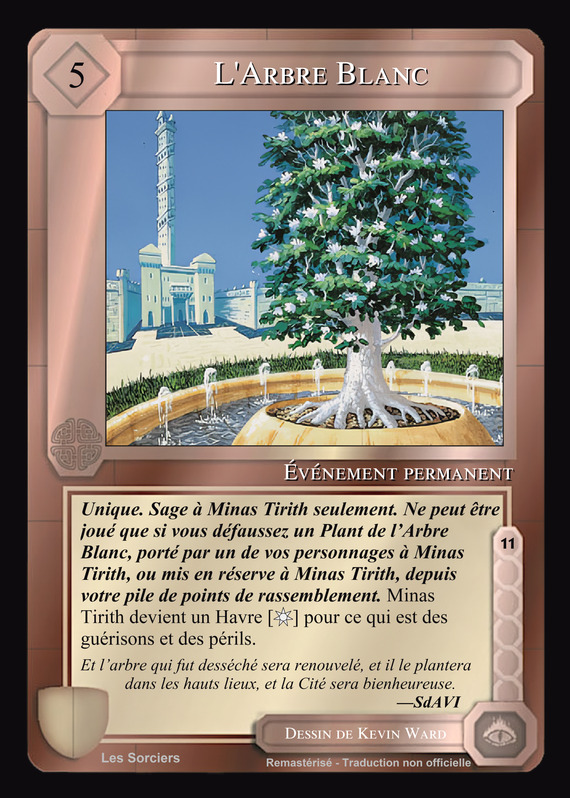 5
L'Arbre Blanc
Événement permanent
Unique. Sage à Minas Tirith seulement. Ne peut être
joué que si vous défaussez un Plant de l’Arbre
Blanc, porté par un de vos personnages à Minas
Tirith, ou mis en réserve à Minas Tirith, depuis
votre pile de points de rassemblement. Minas
Tirith devient un Havre [] pour ce qui est des
guérisons et des périls.
11
Et l’arbre qui fut desséché sera renouvelé, et il le plantera
dans les hauts lieux, et la Cité sera bienheureuse.
—SdAVI
Dessin de Kevin Ward
Les Sorciers
Remastérisé - Traduction non officielle